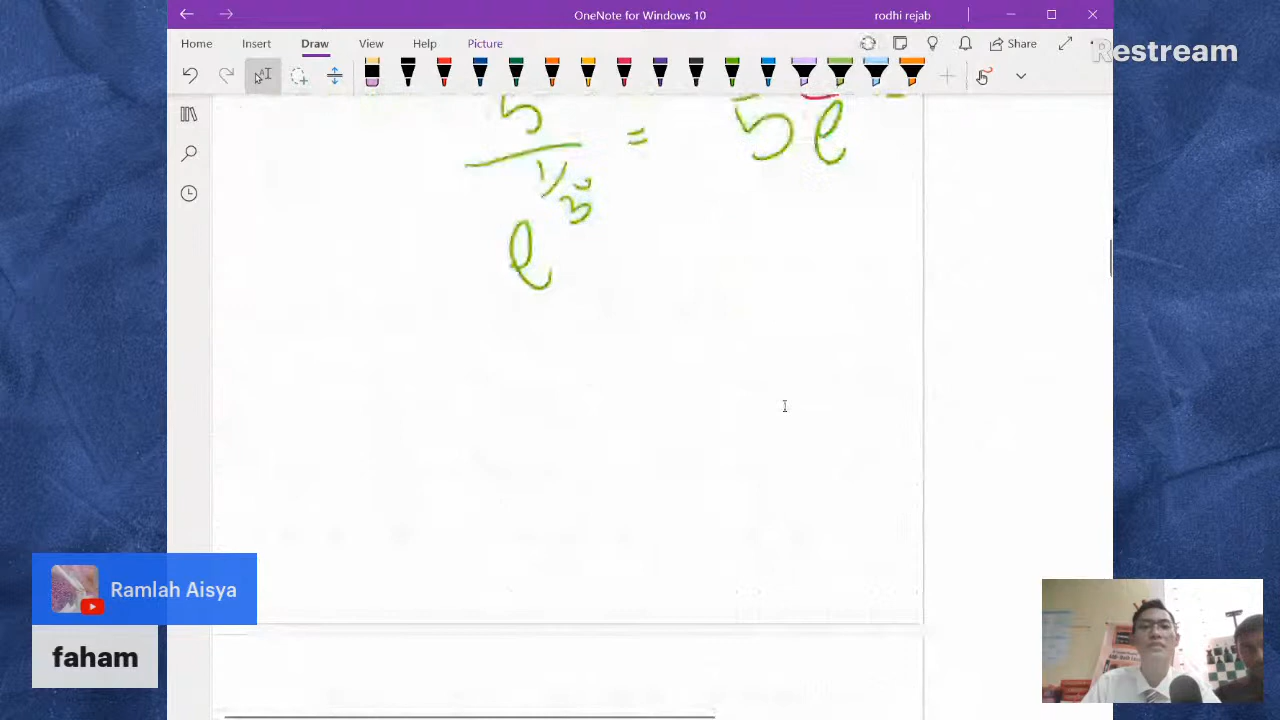 OneNote for Windows 10
rodhi rejab
Home Insert Draw View Help Picture Share
Restream
5 / e^1/3 = 5e
Ramlah Aisya
faham